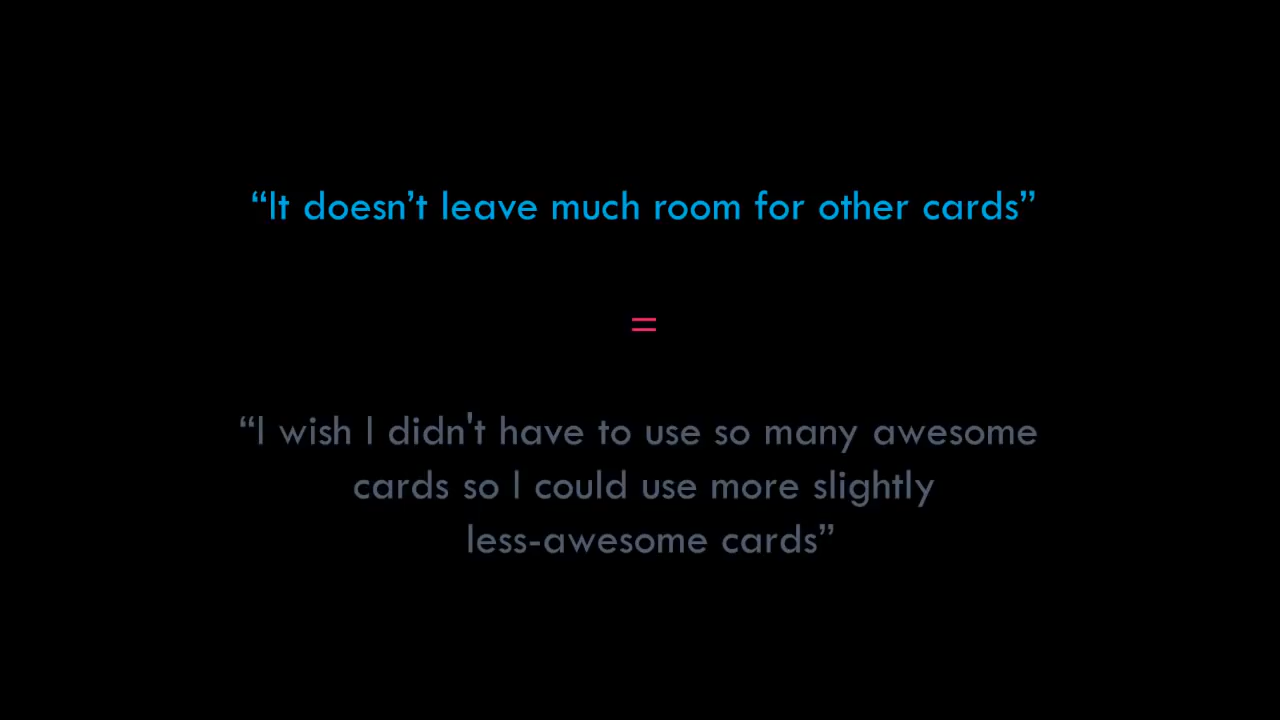 “It doesn’t leave much room for other cards”
=
“I wish I didn't have to use so many awesome
cards so I could use more slightly
less-awesome cards”